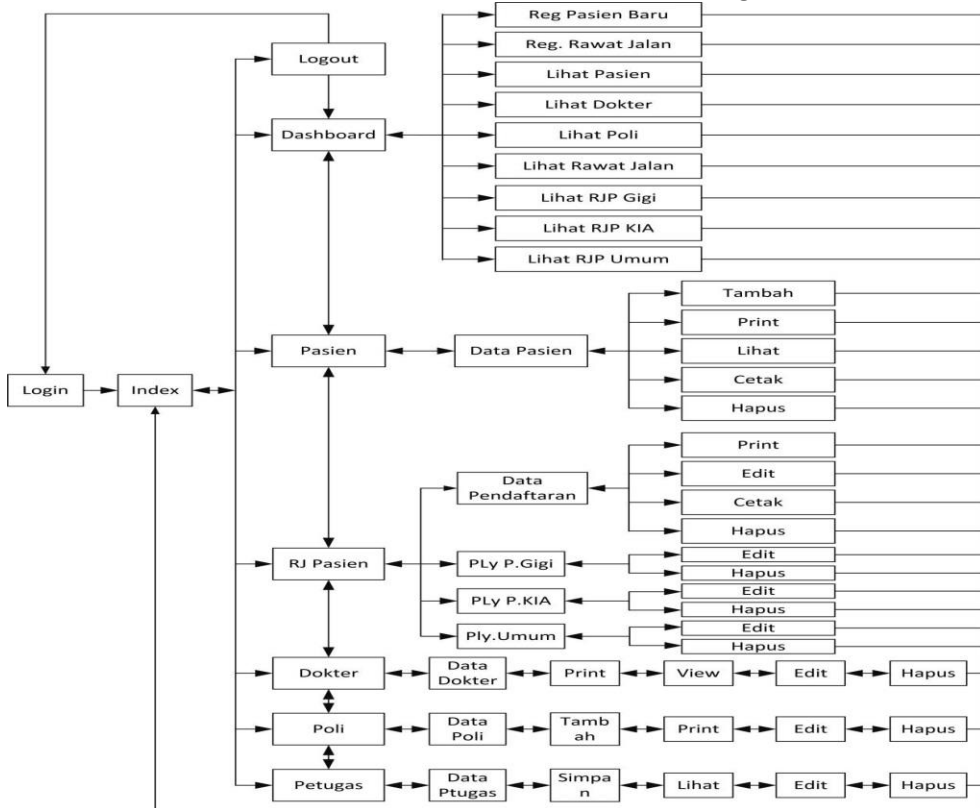 Reg Pasien Baru
Logout
Reg. Rawat Jalan
Lihat Pasien
Lihat Dokter
Dashboard
Lihat Poli
Lihat Rawat Jalan
Lihat RJP Gigi
Lihat RJP KIA
Lihat RJP Umum
Tambah
Print
Pasien
Data Pasien
Lihat
Login
Index
Cetak
Hapus
Print
Data
Pendaftaran
Edit
Cetak
Hapus
RJ Pasien
PLy P.Gigi
Edit
Hapus
PLy P.KIA
Edit
Hapus
Ply.Umum
Edit
Hapus
Dokter
Data
Dokter
Print
View
Edit
Hapus
Poli
Data
Poli
Tamb
ah
Print
Edit
Hapus
Petugas
Data
Ptugas
Simpa
n
Lihat
Edit
Hapus